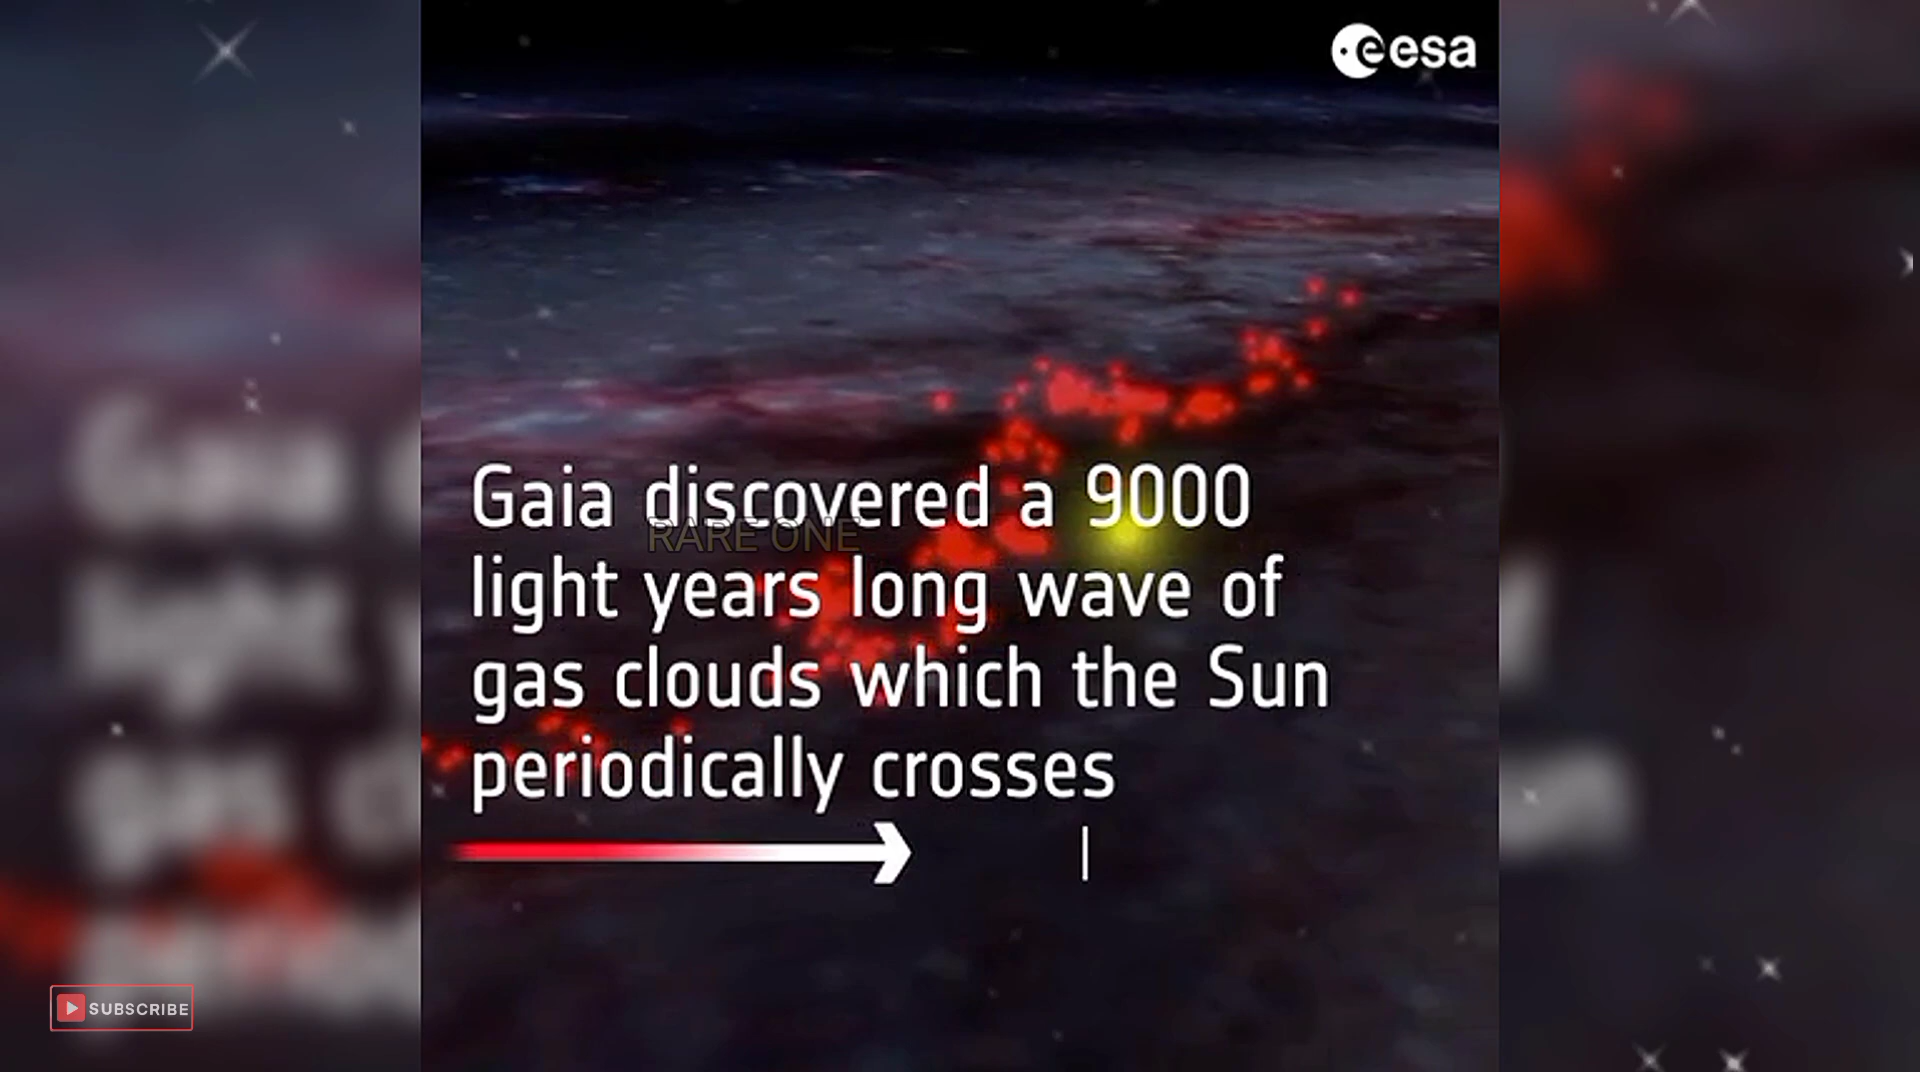 esa
Gaia discovered a 9000
RARE ONE
light years long wave of
gas clouds which the Sun
periodically crosses
SUBSCRIBE